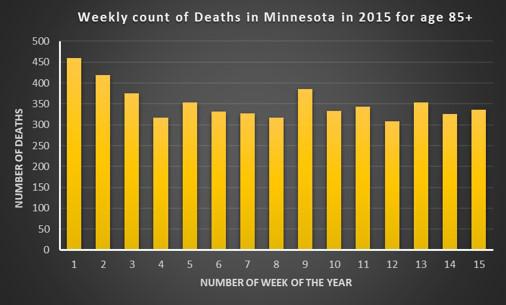 Weekly count of Deaths in Minnesota in 2015 for age 85+
500
450
400
350
300
250
200
150
100
50
0
NUMBER OF DEATHS
1 2 3 4 5 6 7 8 9 10 11 12 13 14 15
NUMBER OF WEEK OF THE YEAR